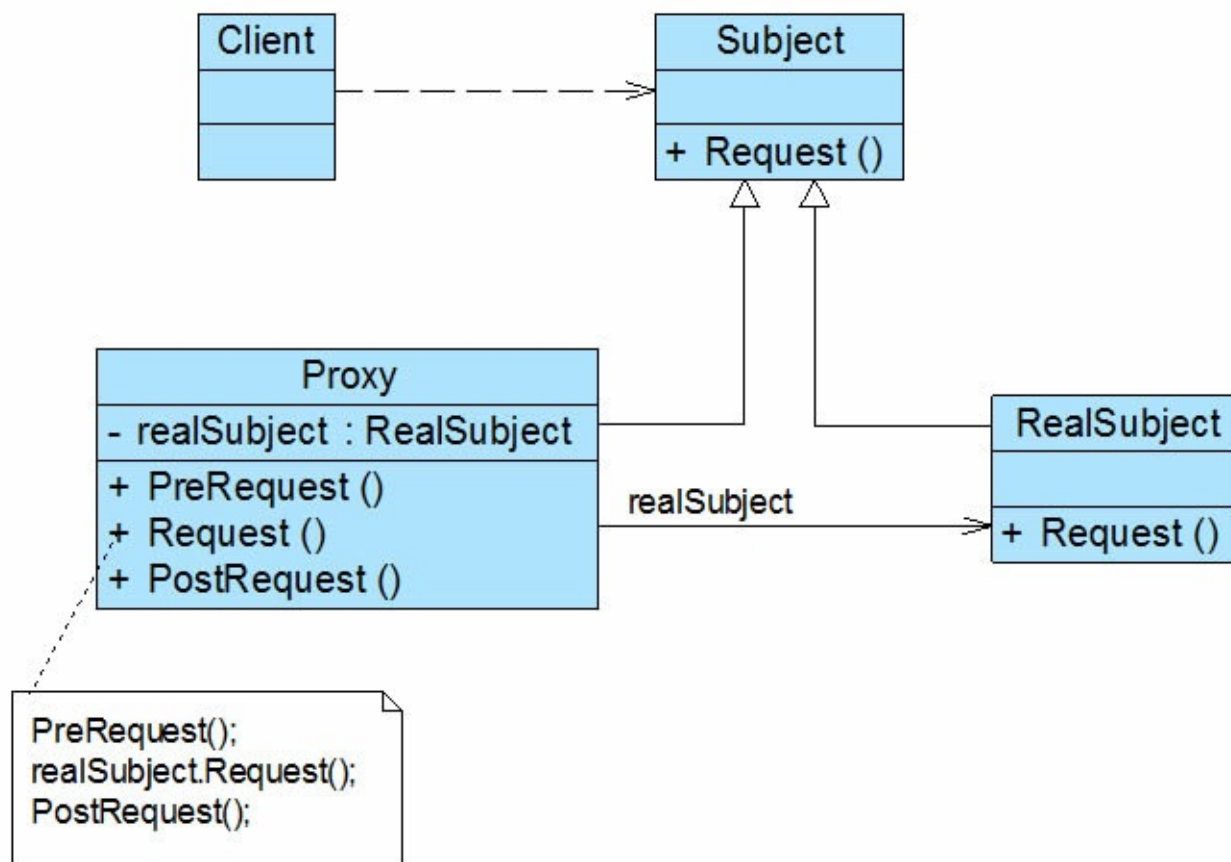 Client
Subject
+ Request ()
Proxy
- realSubject : RealSubject
+ PreRequest ()
+ Request ()
+ PostRequest ()
realSubject
RealSubject
+ Request ()
PreRequest();
realSubject.Request();
PostRequest();